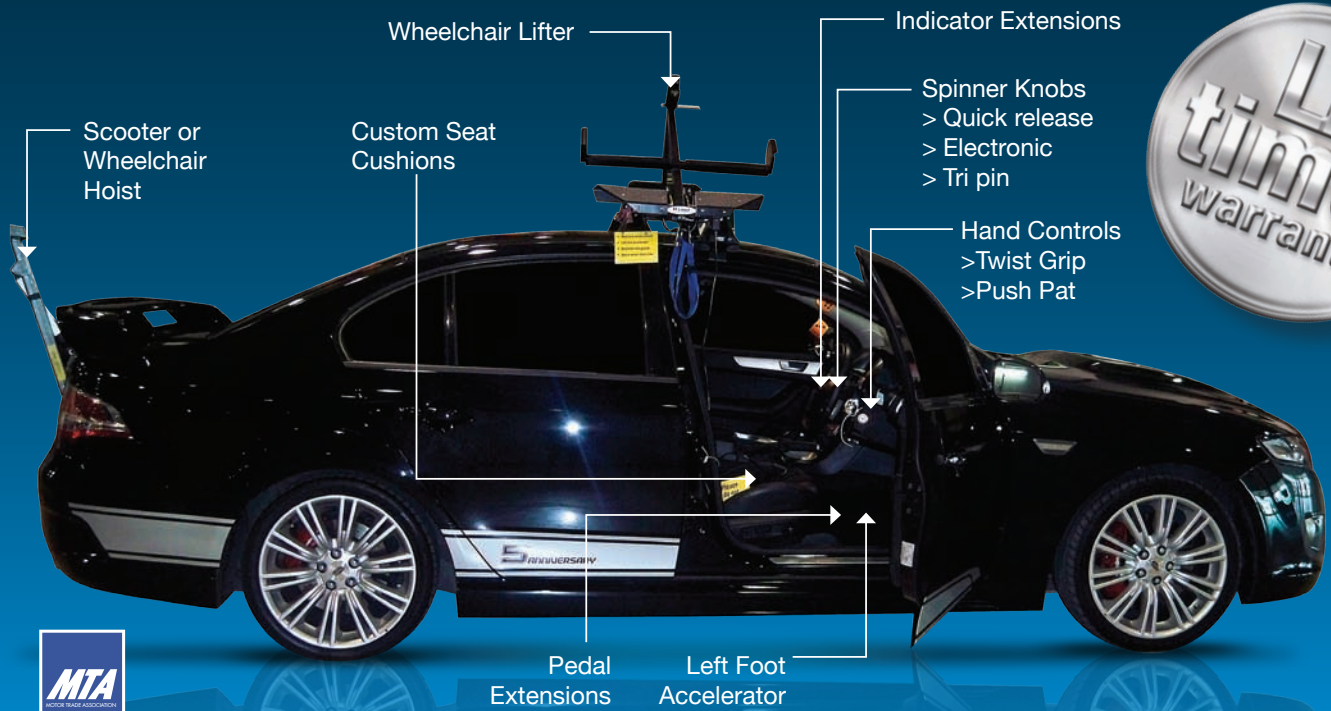 Wheelchair Lifter
Indicator Extensions
Spinner Knobs
> Quick release
> Electronic
> Tri pin
Scooter or
Wheelchair
Hoist
Custom Seat
Cushions
Hand Controls
>Twist Grip
>Push Pat
ANNIVERSARY
Pedal
Extensions
Left Foot
Accelerator
MTA
MOTOR TRADE ASSOCIATION